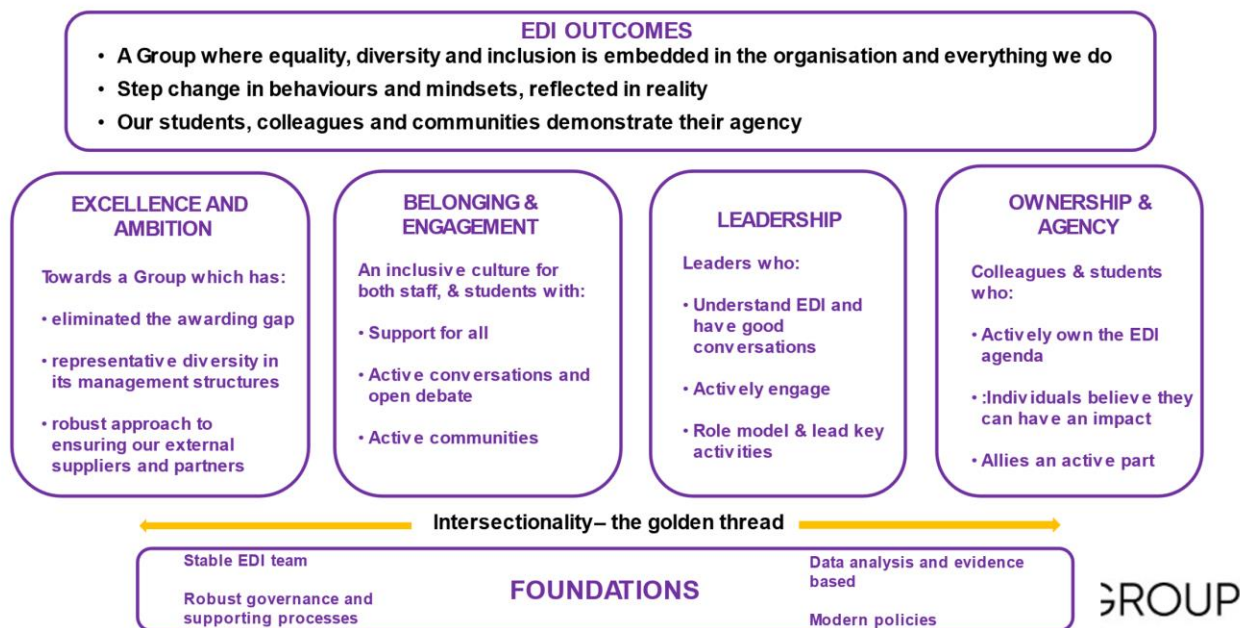 EDI OUTCOMES
• A Group where equality, diversity and inclusion is embedded in the organisation and everything we do
• Step change in behaviours and mindsets, reflected in reality
• Our students, colleagues and communities demonstrate their agency
EXCELLENCE AND
AMBITION
Towards a Group which has:
• eliminated the awarding gap
• representative diversity in
its management structures
• robust approach to
ensuring our external
suppliers and partners
BELONGING &
ENGAGEMENT
An inclusive culture for
both staff, & students with:
• Support for all
• Active conversations and
open debate
• Active communities
LEADERSHIP
Leaders who:
• Understand EDI and
have good
conversations
• Actively engage
• Role model & lead key
activities
OWNERSHIP &
AGENCY
Colleagues & students
who:
• Actively own the EDI
agenda
• :Individuals believe they
can have an impact
• Allies an active part
Intersectionality– the golden thread
Stable EDI team
Robust governance and
supporting processes
FOUNDATIONS
Data analysis and evidence
based
Modern policies
GROUP